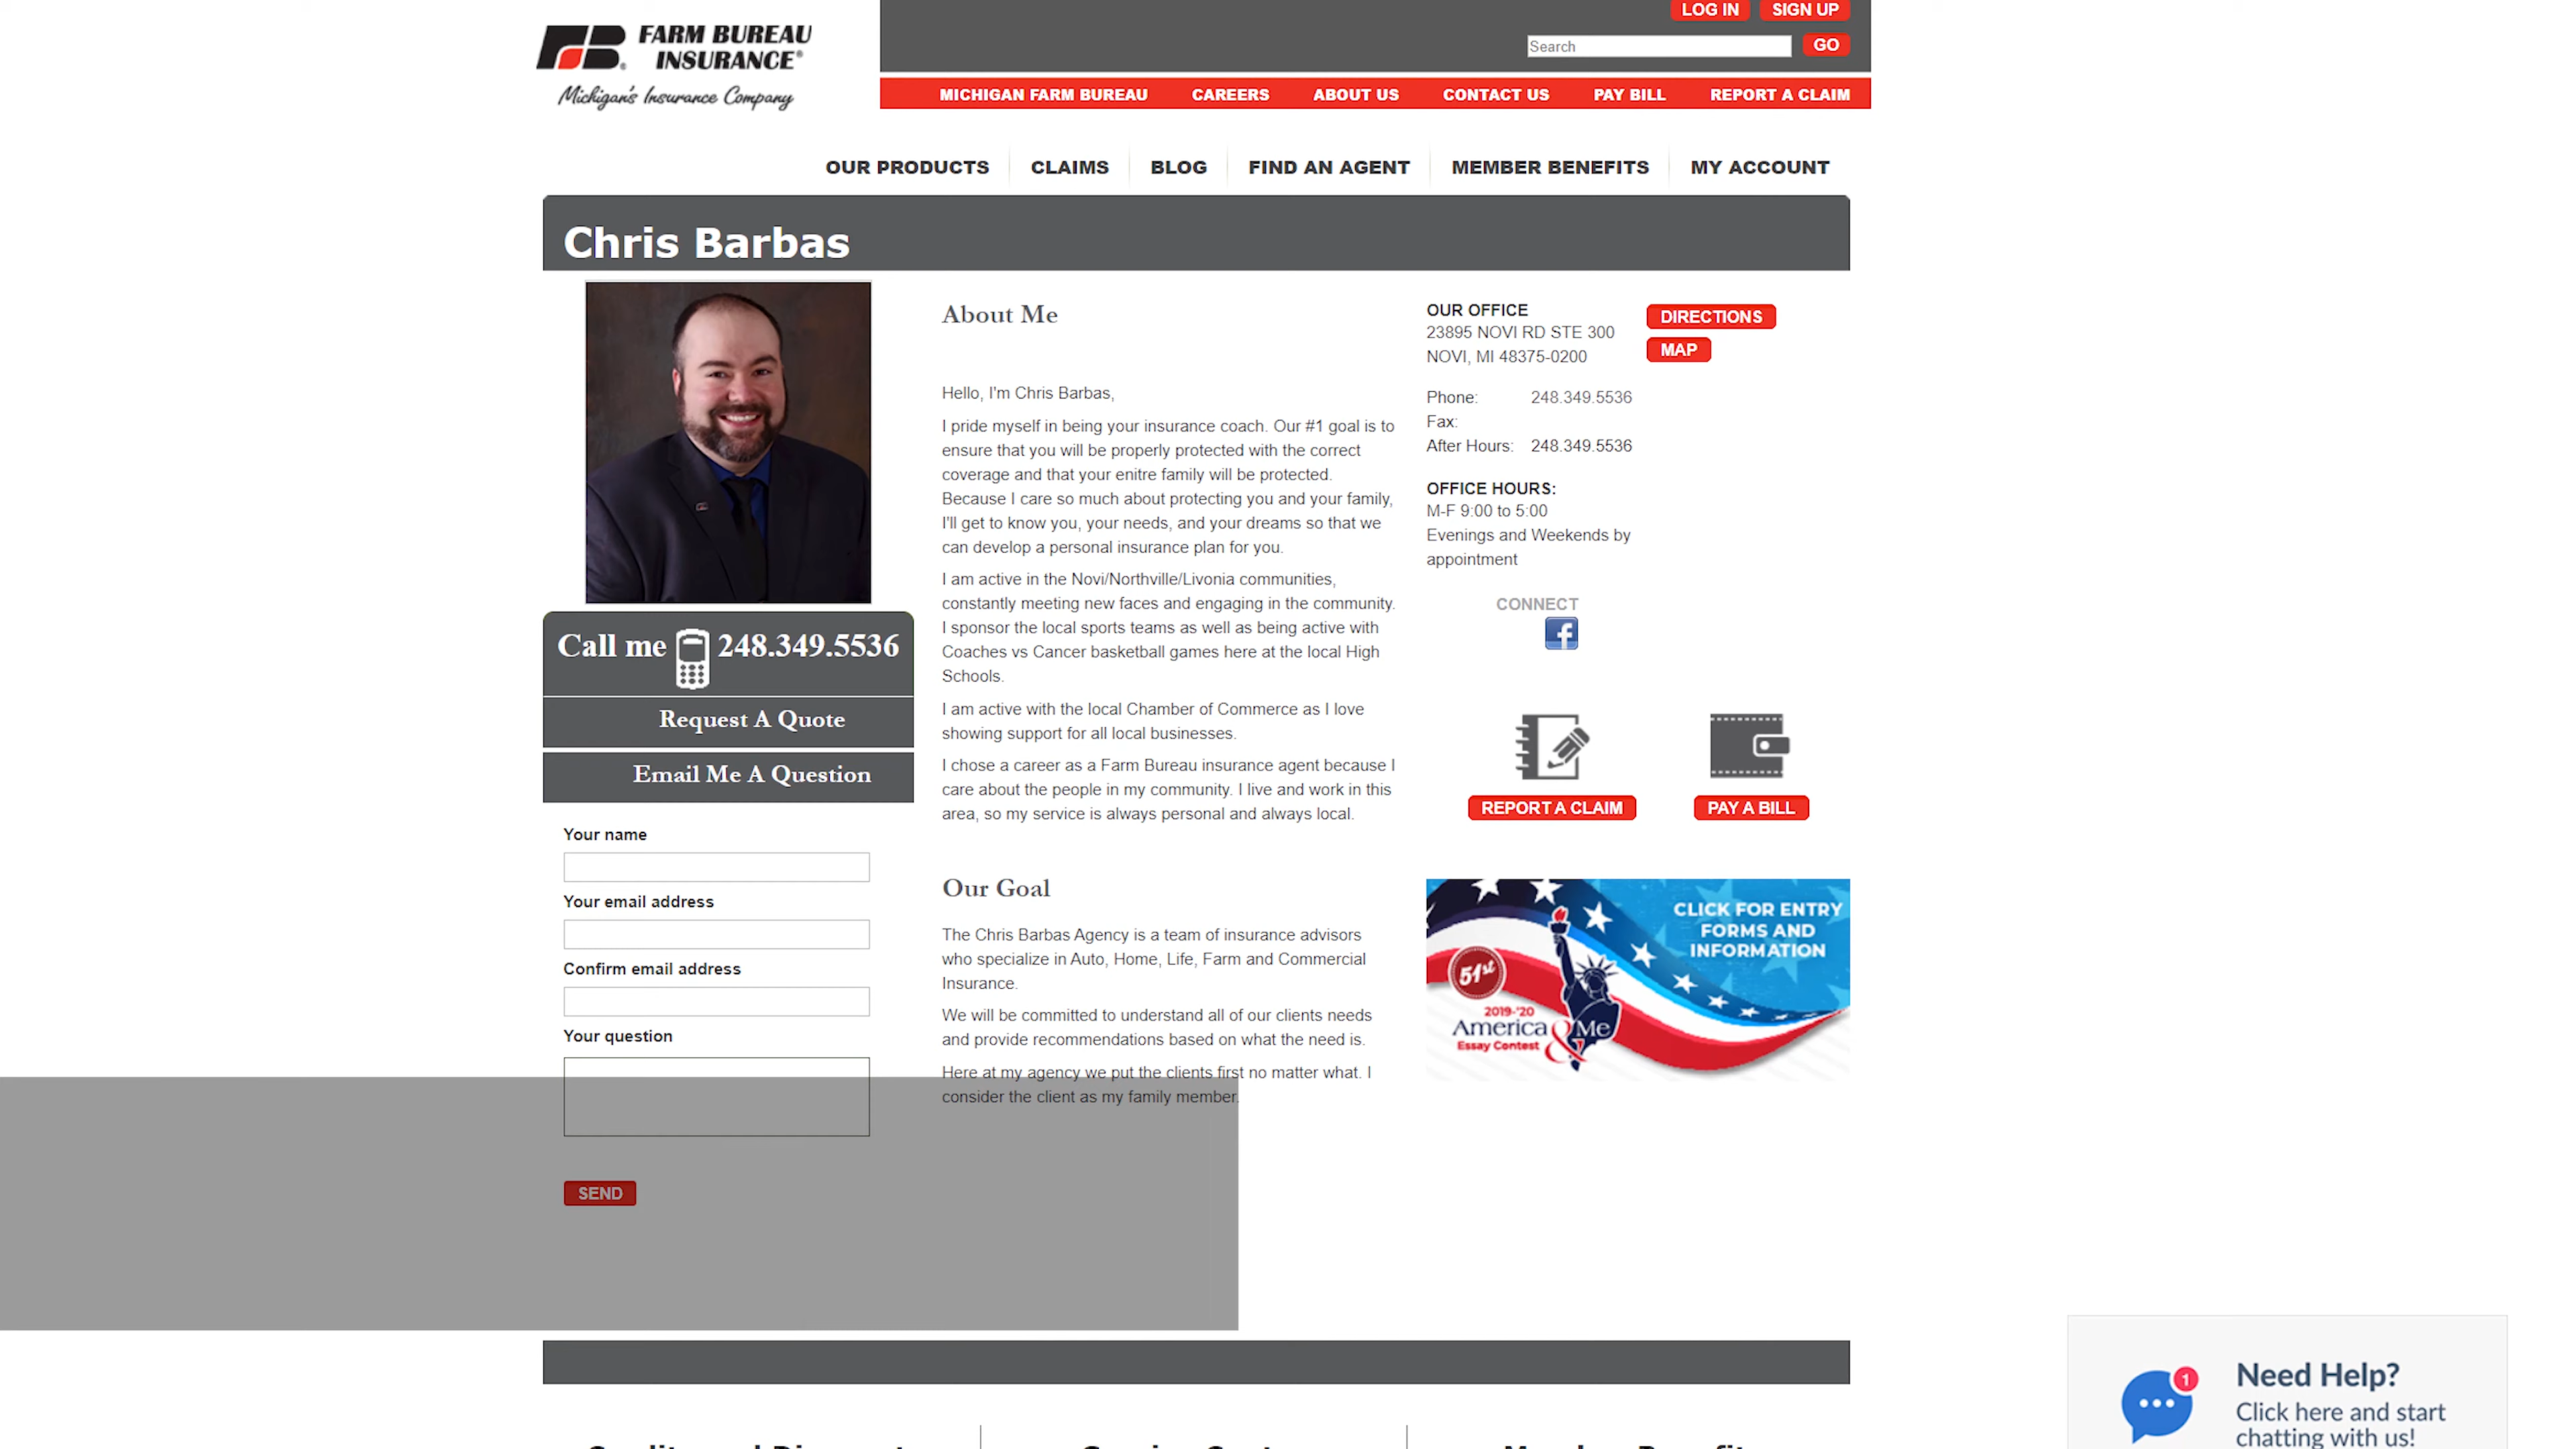 FARM BUREAU
INSURANCE®
Michigan's Insurance Company
LOG IN
SIGN UP
Search
GO
MICHIGAN FARM BUREAU
CAREERS
ABOUT US
CONTACT US
PAY BILL
REPORT A CLAIM
OUR PRODUCTS
CLAIMS
BLOG
FIND AN AGENT
MEMBER BENEFITS
MY ACCOUNT
Chris Barbas
Call me 248.349.5536
Request A Quote
Email Me A Question
Your name
Your email address
Confirm email address
Your question
SEND
About Me
Hello, I'm Chris Barbas,
I pride myself in being your insurance coach. Our #1 goal is to
ensure that you will be properly protected with the correct
coverage and that your enitre family will be protected.
Because I care so much about protecting you and your family,
I'll get to know you, your needs, and your dreams so that we
can develop a personal insurance plan for you.
I am active in the Novi/Northville/Livonia communities,
constantly meeting new faces and engaging in the community.
I sponsor the local sports teams as well as being active with
Coaches vs Cancer basketball games here at the local High
Schools.
I am active with the local Chamber of Commerce as I love
showing support for all local businesses.
I chose a career as a Farm Bureau insurance agent because I
care about the people in my community. I live and work in this
area, so my service is always personal and always local.
Our Goal
The Chris Barbas Agency is a team of insurance advisors
who specialize in Auto, Home, Life, Farm and Commercial
Insurance.
We will be committed to understand all of our clients needs
and provide recommendations based on what the need is.
Here at my agency we put the clients first no matter what. I
consider the client as my family member.
OUR OFFICE
23895 NOVI RD STE 300
NOVI, MI 48375-0200
DIRECTIONS
MAP
Phone: 248.349.5536
Fax:
After Hours: 248.349.5536
OFFICE HOURS:
M-F 9:00 to 5:00
Evenings and Weekends by
appointment
CONNECT
REPORT A CLAIM
PAY A BILL
CLICK FOR ENTRY
FORMS AND
INFORMATION
51st
2019-'20
America & Me
Essay Contest
1
Need Help?
Click here and start
chatting with us!